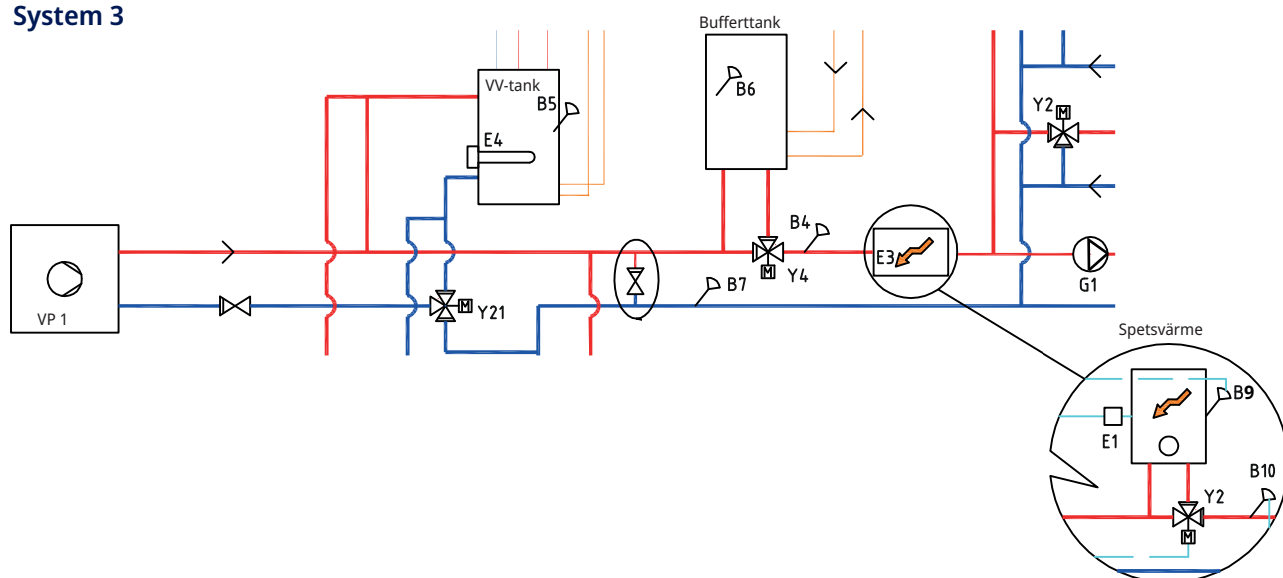 System 3
Bufferttank
VV-tank
B5
B6
E4
Y2
M
B4
E3
M
Y4
G1
B7
M
Y21
VP 1
Spetsvärme
B9
E1
B10
Y2
M